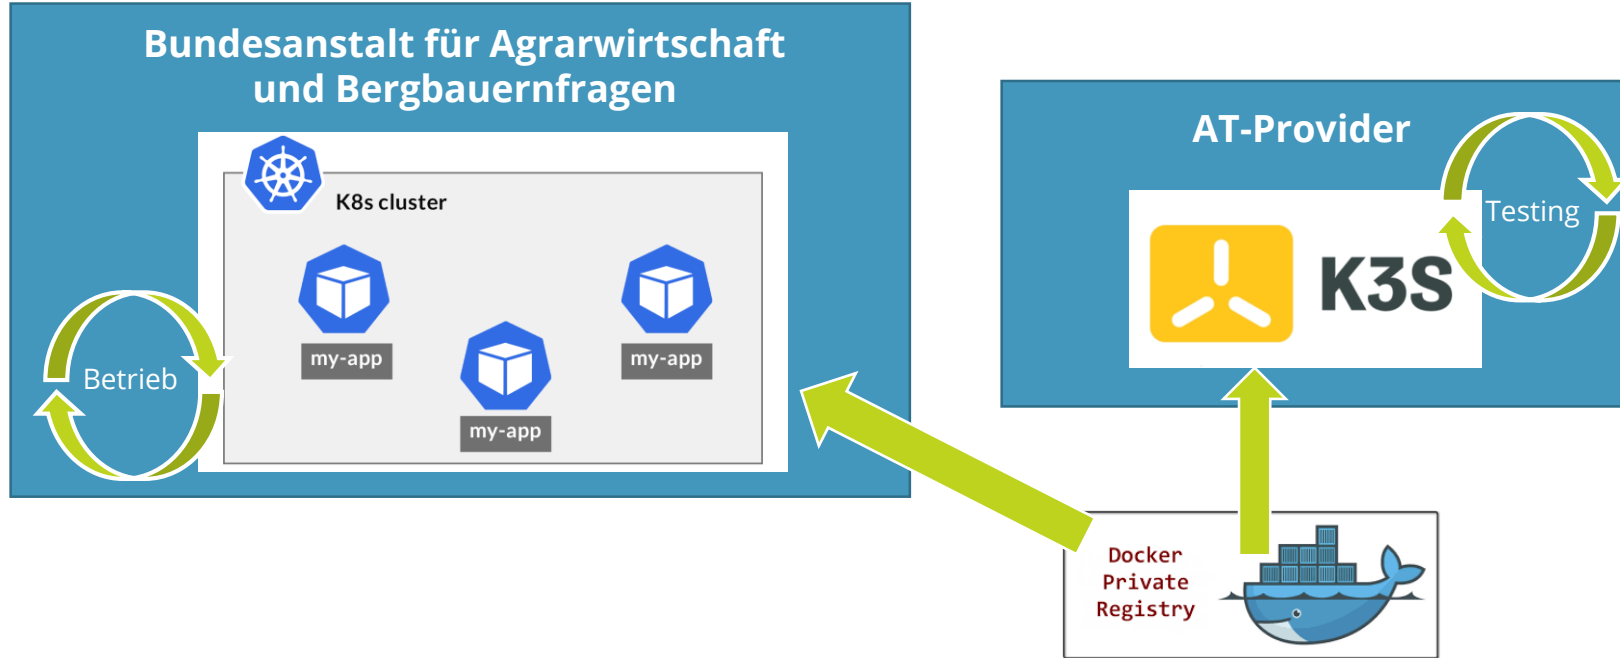 Bundesanstalt für Agrarwirtschaft
und Bergbauernfragen
K8s cluster
my-app
my-app
my-app
Betrieb
AT-Provider
Testing
K3S
Docker
Private
Registry